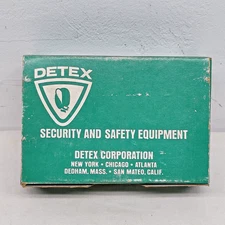 DETEX
SECURITY AND SAFETY EQUIPMENT
DETEX CORPORATION
NEW YORK • CHICAGO • ATLANTA
DEDHAM, MASS. • SAN MATEO, CALIF.